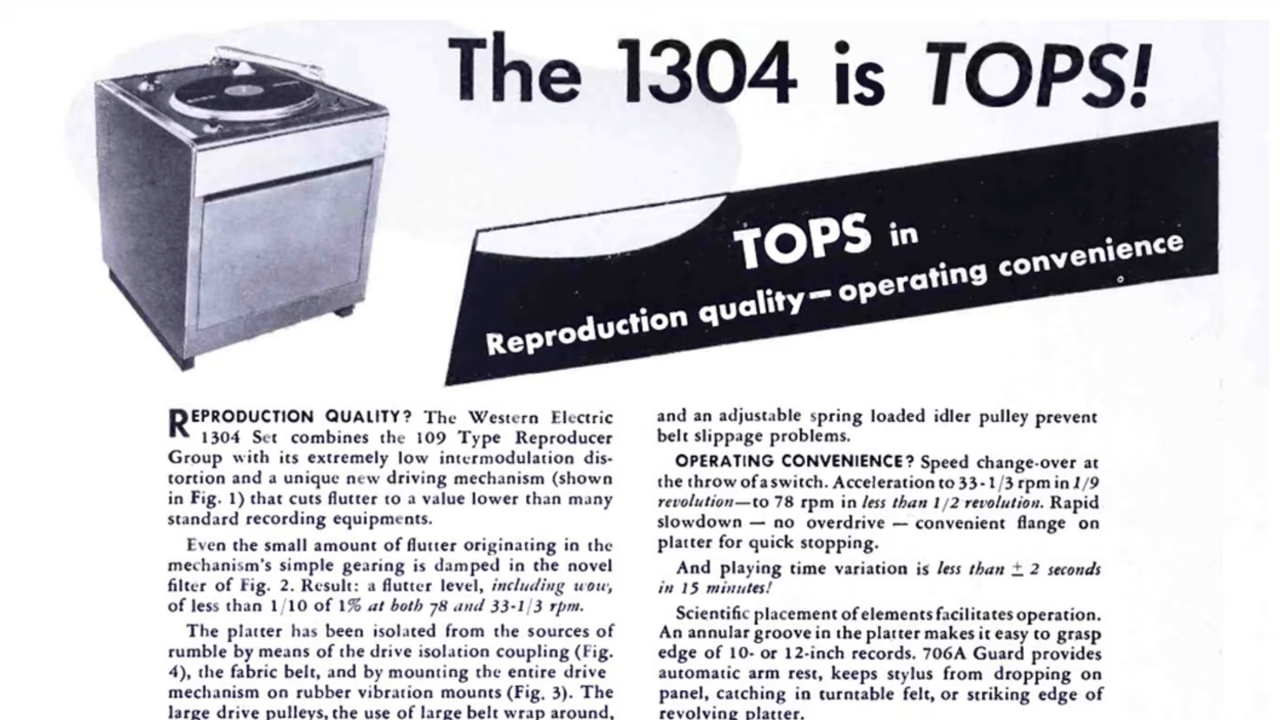 The 1304 is TOPS!
TOPS in
Reproduction quality—operating convenience
REPRODUCTION QUALITY? The Western Electric
1304 Set combines the 109 Type Reproducer
Group with its extremely low intermodulation dis-
tortion and a unique new driving mechanism (shown
in Fig. 1) that cuts flutter to a value lower than many
standard recording equipments.
Even the small amount of flutter originating in the
mechanism's simple gearing is damped in the novel
filter of Fig. 2. Result: a flutter level, including wow,
of less than 1/10 of 1% at both 78 and 33-1/3 rpm.
The platter has been isolated from the sources of
rumble by means of the drive isolation coupling (Fig.
4), the fabric belt, and by mounting the entire drive
mechanism on rubber vibration mounts (Fig. 3). The
large drive pulleys, the use of large belt wrap around,
and an adjustable spring loaded idler pulley prevent
belt slippage problems.
OPERATING CONVENIENCE? Speed change-over at
the throw of a switch. Acceleration to 33-1/3 rpm in 1/9
revolution—to 78 rpm in less than 1/2 revolution. Rapid
slowdown — no overdrive — convenient flange on
platter for quick stopping.
And playing time variation is less than ± 2 seconds
in 15 minutes!
Scientific placement of elements facilitates operation.
An annular groove in the platter makes it easy to grasp
edge of 10- or 12-inch records. 706A Guard provides
automatic arm rest, keeps stylus from dropping on
panel, catching in turntable felt, or striking edge of
revolving platter.